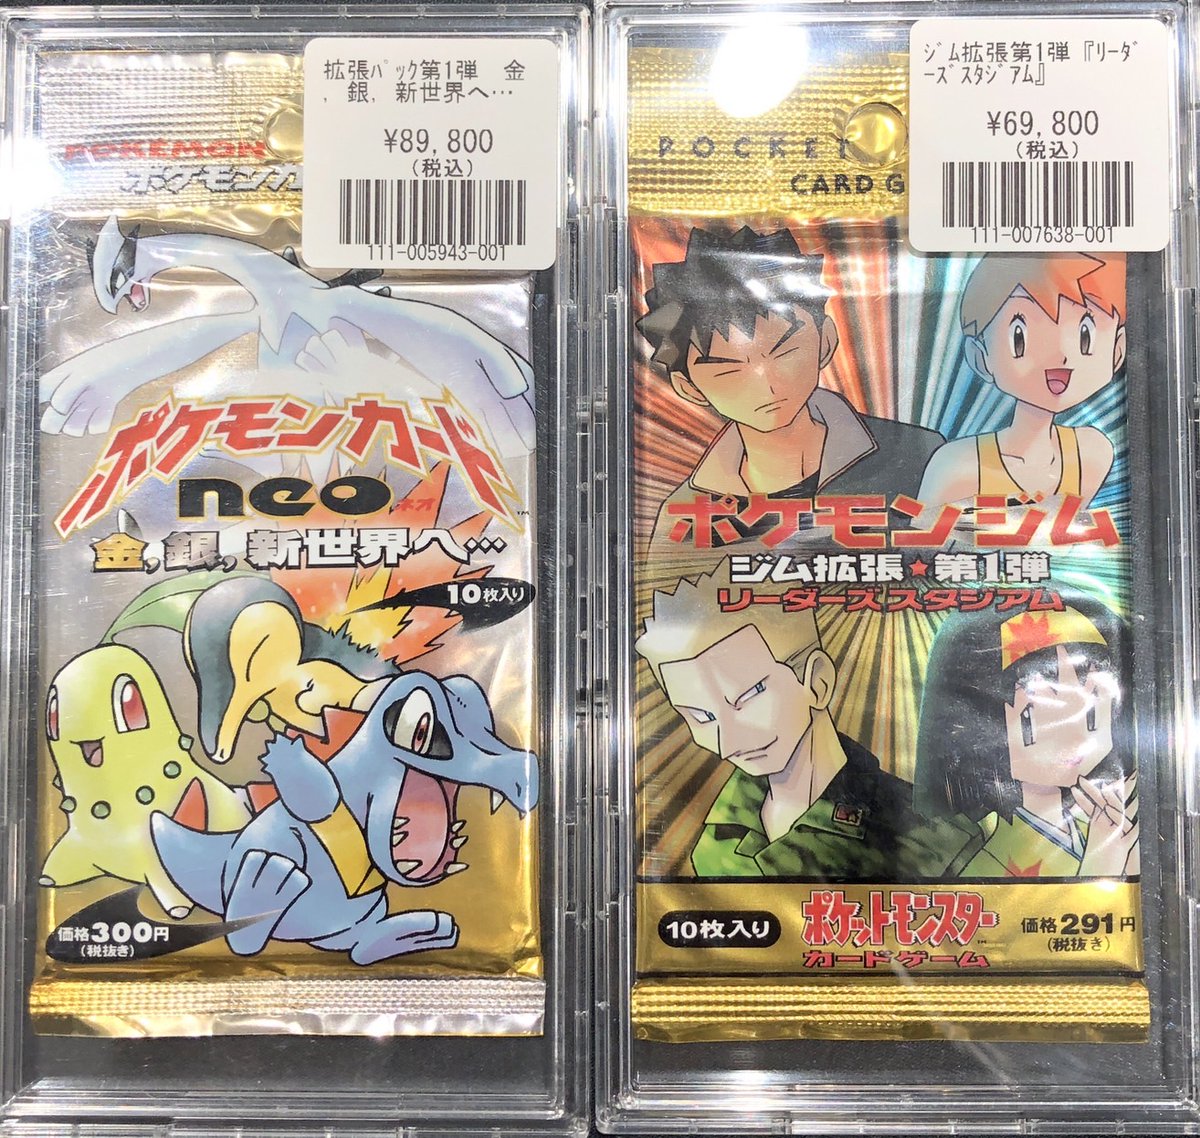 拡張ﾊﾟｯｸ第1弾　金
, 銀, 新世界へ…
¥89,800
(税込)
111-005943-001
POKEMON
ポケモンカ
ポケモンカード
neo ネオ
金,銀,新世界へ…
10枚入り
価格300円
(税抜き)
ｼﾞﾑ拡張第1弾『ﾘｰﾀﾞ
ｰｽﾞｽﾀｼﾞｱﾑ』
¥69,800
(税込)
111-007638-001
POCKET
CARD G
ポケモンジム
ジム拡張★第1弾
リーダーズスタジアム
10枚入り
ポケットモンスター
カードゲーム
価格291円
(税抜き)